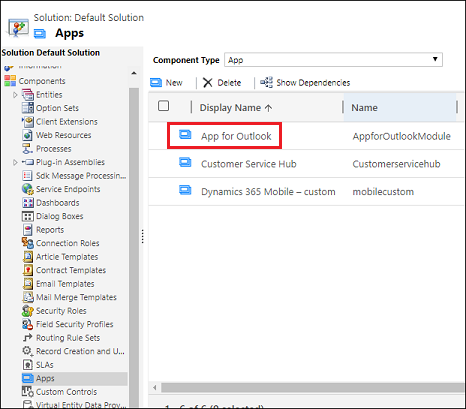 Solution: Default Solution
Apps
Solution Default Solution
Information
Components
Entities
Option Sets
Client Extensions
Web Resources
Processes
Plug-in Assemblies
Sdk Message Processin...
Service Endpoints
Dashboards
Dialog Boxes
Reports
Connection Roles
Article Templates
Contract Templates
Email Templates
Mail Merge Templates
Security Roles
Field Security Profiles
Routing Rule Sets
Record Creation and U...
SLAs
Apps
Custom Controls
Virtual Entity Data Provi...
Component Type App
New Delete Show Dependencies
Display Name ↑ Name
App for Outlook AppforOutlookModule
Customer Service Hub Customerservicehub
Dynamics 365 Mobile – custom mobilecustom
1 - 6 of 6 (0 selected)